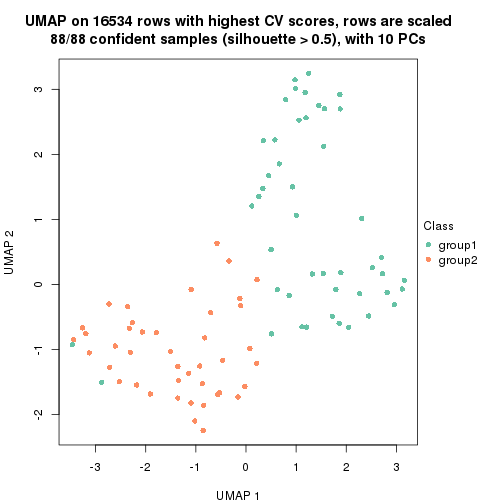 UMAP on 16534 rows with highest CV scores, rows are scaled
88/88 confident samples (silhouette > 0.5), with 10 PCs
3
2
1
0
-1
-2
UMAP 2
-3 -2 -1 0 1 2 3
UMAP 1
Class
group1
group2